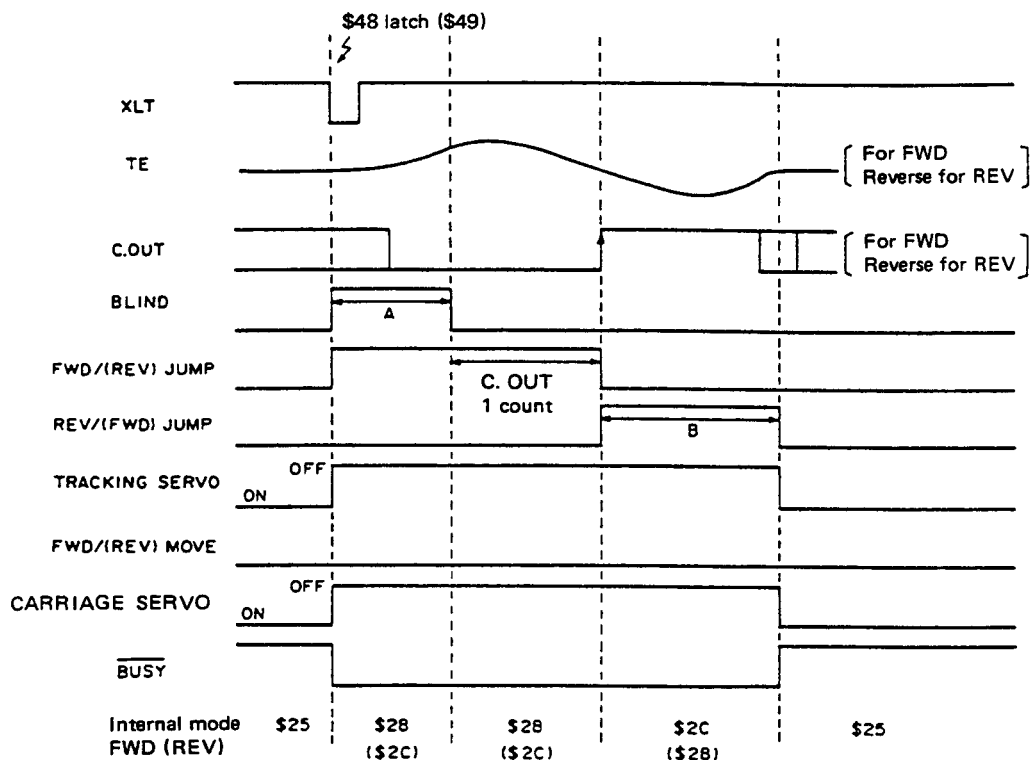 $48 latch ($49)
XLT
TE
For FWD
Reverse for REV
C.OUT
For FWD
Reverse for REV
BLIND
A
FWD/(REV) JUMP
C. OUT
1 count
REV/(FWD) JUMP
B
TRACKING SERVO
OFF
ON
FWD/(REV) MOVE
CARRIAGE SERVO
OFF
ON
BUSY
Internal mode $25 $28 $28 $2C $25
FWD (REV) ($2C) ($2C) ($28)